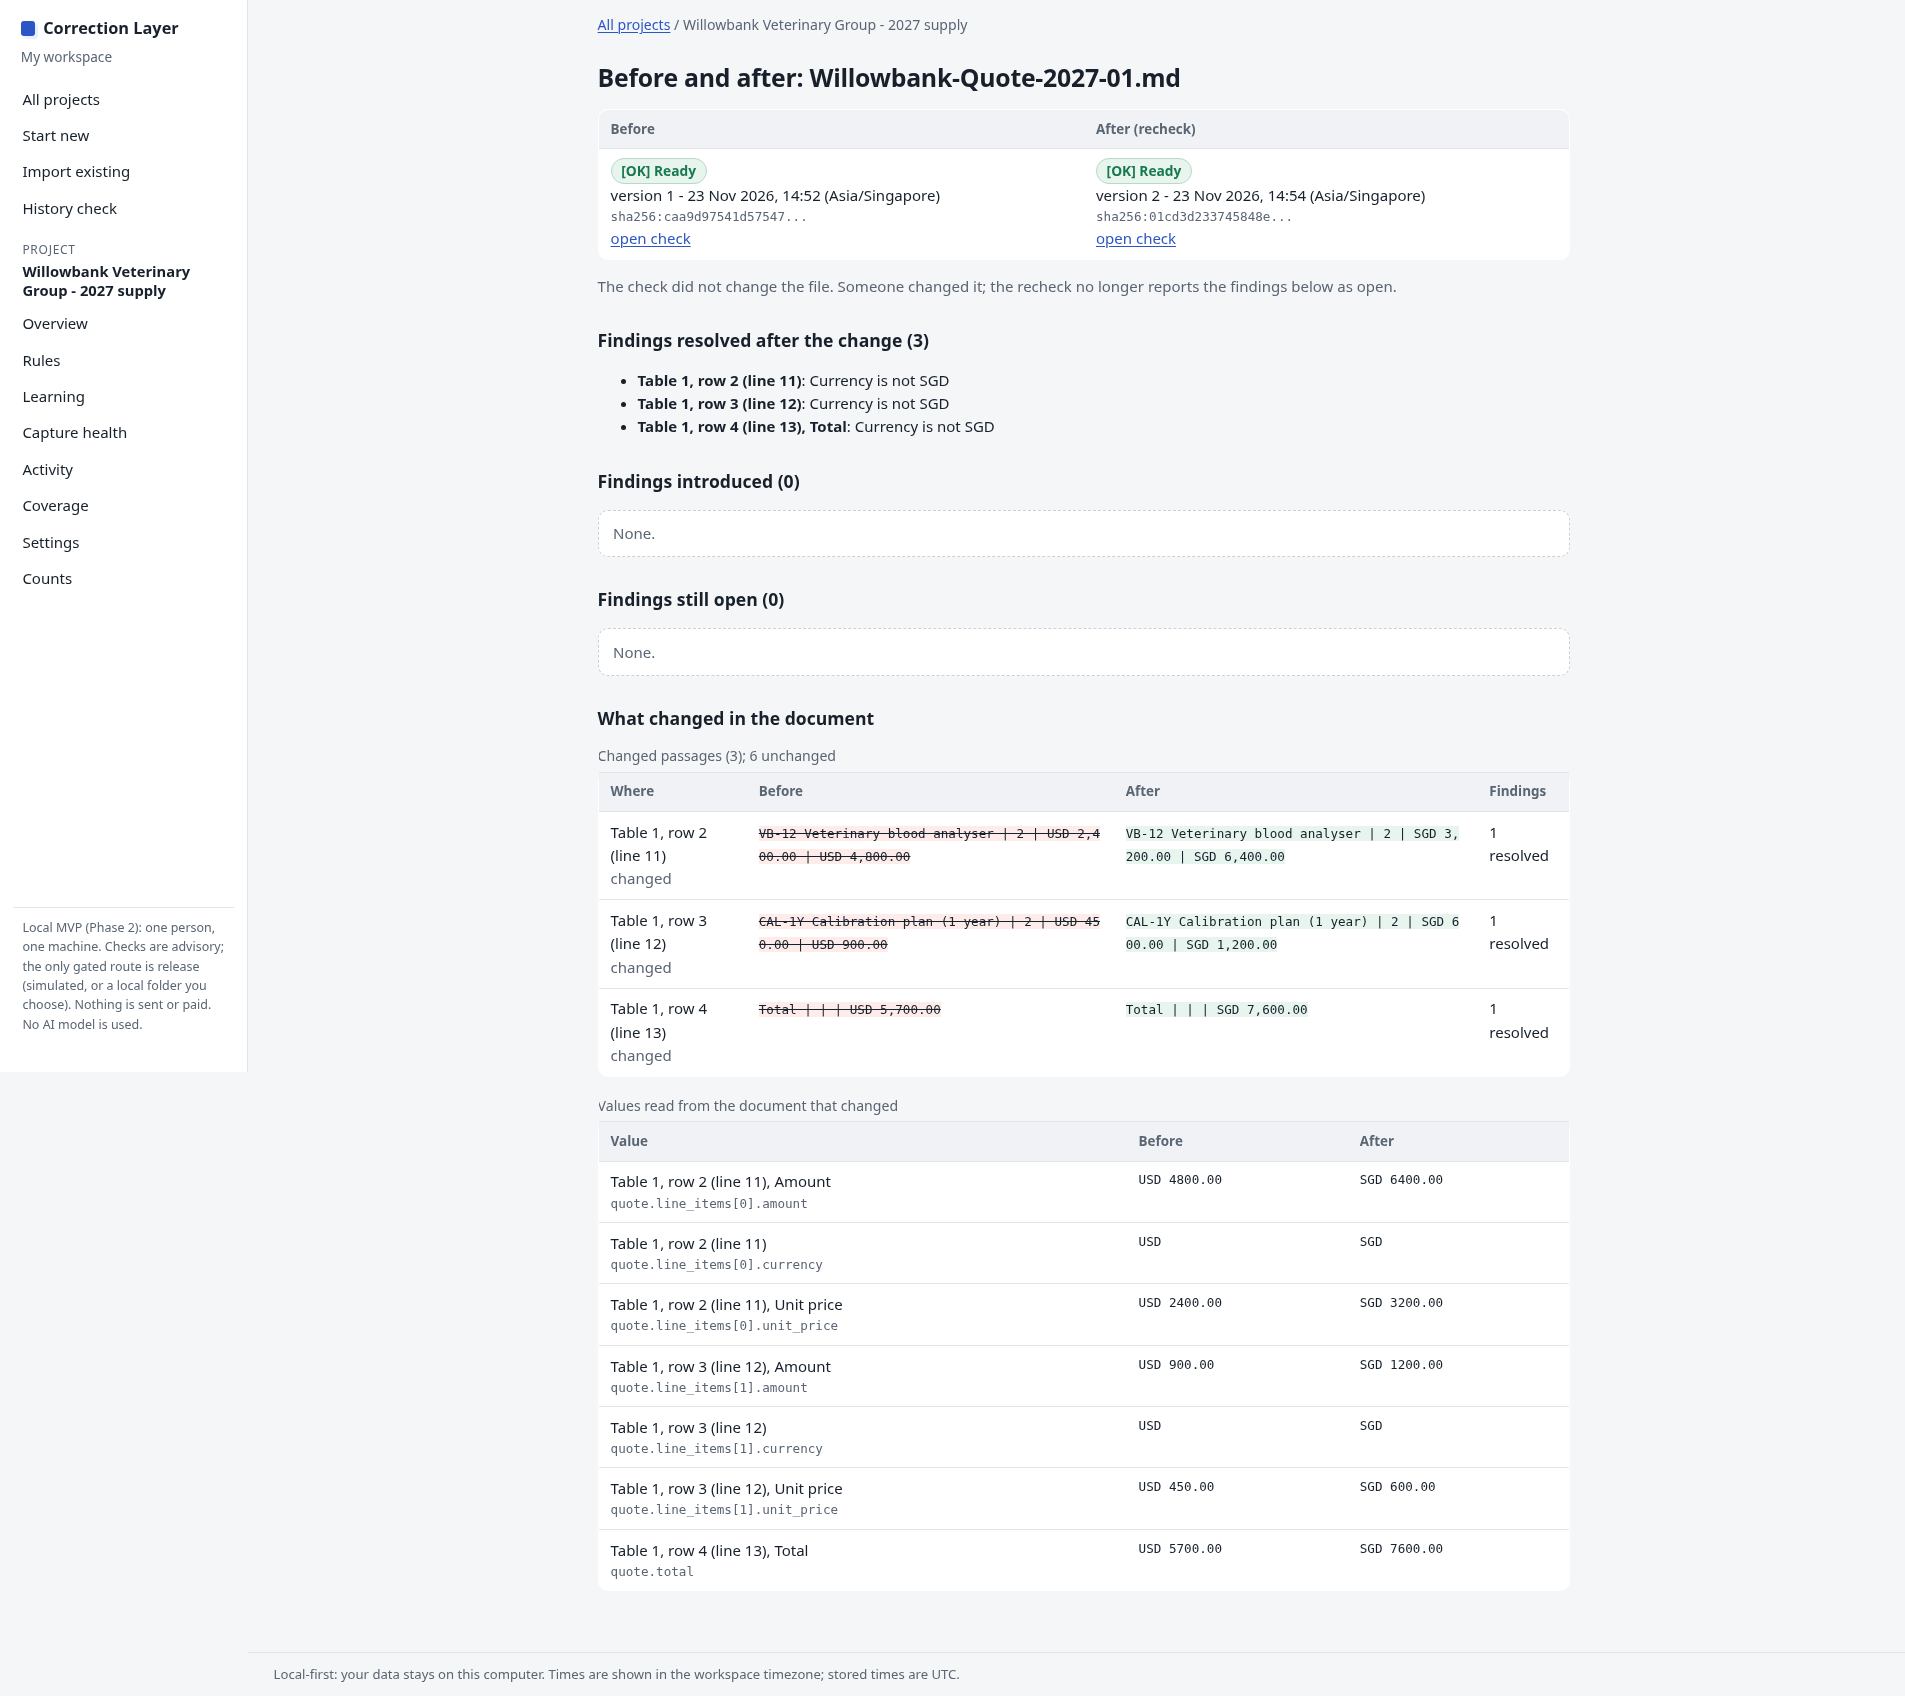 Correction Layer
My workspace
All projects
Start new
Import existing
History check
PROJECT
Willowbank Veterinary
Group - 2027 supply
Overview
Rules
Learning
Capture health
Activity
Coverage
Settings
Counts
Local MVP (Phase 2): one person,
one machine. Checks are advisory;
the only gated route is release
(simulated, or a local folder you
choose). Nothing is sent or paid.
No AI model is used.
All projects / Willowbank Veterinary Group - 2027 supply
Before and after: Willowbank-Quote-2027-01.md
Before After (recheck)
[OK] Ready [OK] Ready
version 1 - 23 Nov 2026, 14:52 (Asia/Singapore) version 2 - 23 Nov 2026, 14:54 (Asia/Singapore)
sha256:caa9d97541d57547... sha256:01cd3d233745848e...
open check open check
The check did not change the file. Someone changed it; the recheck no longer reports the findings below as open.
Findings resolved after the change (3)
• Table 1, row 2 (line 11): Currency is not SGD
• Table 1, row 3 (line 12): Currency is not SGD
• Table 1, row 4 (line 13), Total: Currency is not SGD
Findings introduced (0)
None.
Findings still open (0)
None.
What changed in the document
Changed passages (3); 6 unchanged
Where Before After Findings
Table 1, row 2 VB-12 Veterinary blood analyser | 2 | USD 2,4 VB-12 Veterinary blood analyser | 2 | SGD 3, 1
(line 11) 00.00 | USD 4,800.00 200.00 | SGD 6,400.00 resolved
changed
Table 1, row 3 CAL-1Y Calibration plan (1 year) | 2 | USD 45 CAL-1Y Calibration plan (1 year) | 2 | SGD 6 1
(line 12) 0.00 | USD 900.00 00.00 | SGD 1,200.00 resolved
changed
Table 1, row 4 Total | | | USD 5,700.00 Total | | | SGD 7,600.00 1
(line 13) resolved
changed
Values read from the document that changed
Value Before After
Table 1, row 2 (line 11), Amount USD 4800.00 SGD 6400.00
quote.line_items[0].amount
Table 1, row 2 (line 11) USD SGD
quote.line_items[0].currency
Table 1, row 2 (line 11), Unit price USD 2400.00 SGD 3200.00
quote.line_items[0].unit_price
Table 1, row 3 (line 12), Amount USD 900.00 SGD 1200.00
quote.line_items[1].amount
Table 1, row 3 (line 12) USD SGD
quote.line_items[1].currency
Table 1, row 3 (line 12), Unit price USD 450.00 SGD 600.00
quote.line_items[1].unit_price
Table 1, row 4 (line 13), Total USD 5700.00 SGD 7600.00
quote.total
Local-first: your data stays on this computer. Times are shown in the workspace timezone; stored times are UTC.